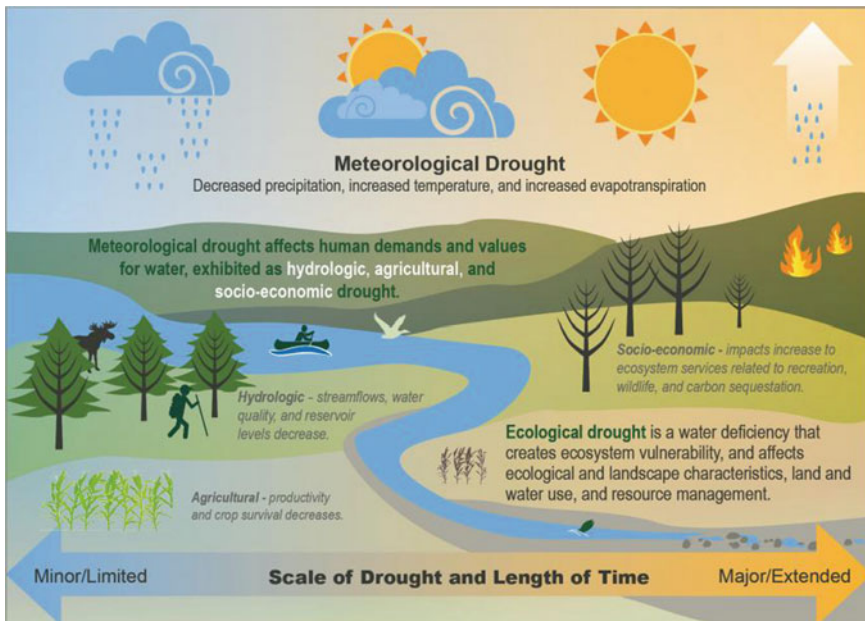 Meteorological Drought
Decreased precipitation, increased temperature, and increased evapotranspiration
Meteorological drought affects human demands and values
for water, exhibited as hydrologic, agricultural, and
socio-economic drought.
Socio-economic - impacts increase to
ecosystem services related to recreation,
wildlife, and carbon sequestation.
Hydrologic - streamflows, water
quality, and reservoir
levels decrease.
Ecological drought is a water deficiency that
creates ecosystem vulnerability, and affects
ecological and landscape characteristics, land and
water use, and resource management.
Agricultural - productivity
and crop survival decreases.
Minor/Limited
Scale of Drought and Length of Time
Major/Extended